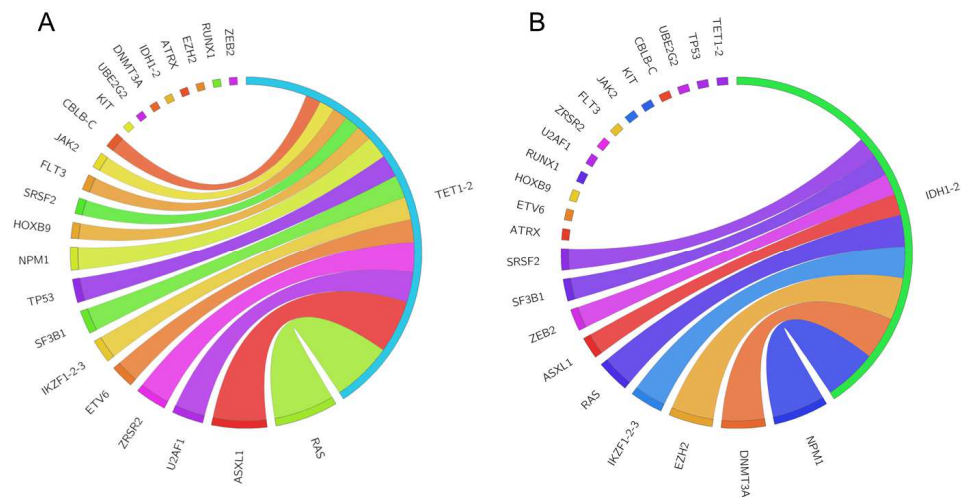 A
ZEB2
RUNX1
EZH2
ATRX
IDH1-2
DNMT3A
UBE2G2
KIT
CBLB-C
JAK2
FLT3
SRSF2
HOXB9
NPM1
TP53
SF3B1
IKZF1-2-3
ETV6
ZRSR2
U2AF1
ASXL1
RAS
TET1-2
B
TET1-2
TP53
UBE2G2
CBLB-C
KIT
JAK2
FLT3
ZRSR2
U2AF1
RUNX1
HOXB9
ETV6
ATRX
SRSF2
SF3B1
ZEB2
ASXL1
RAS
IKZF1-2-3
EZH2
DNMT3A
NPM1
IDH1-2